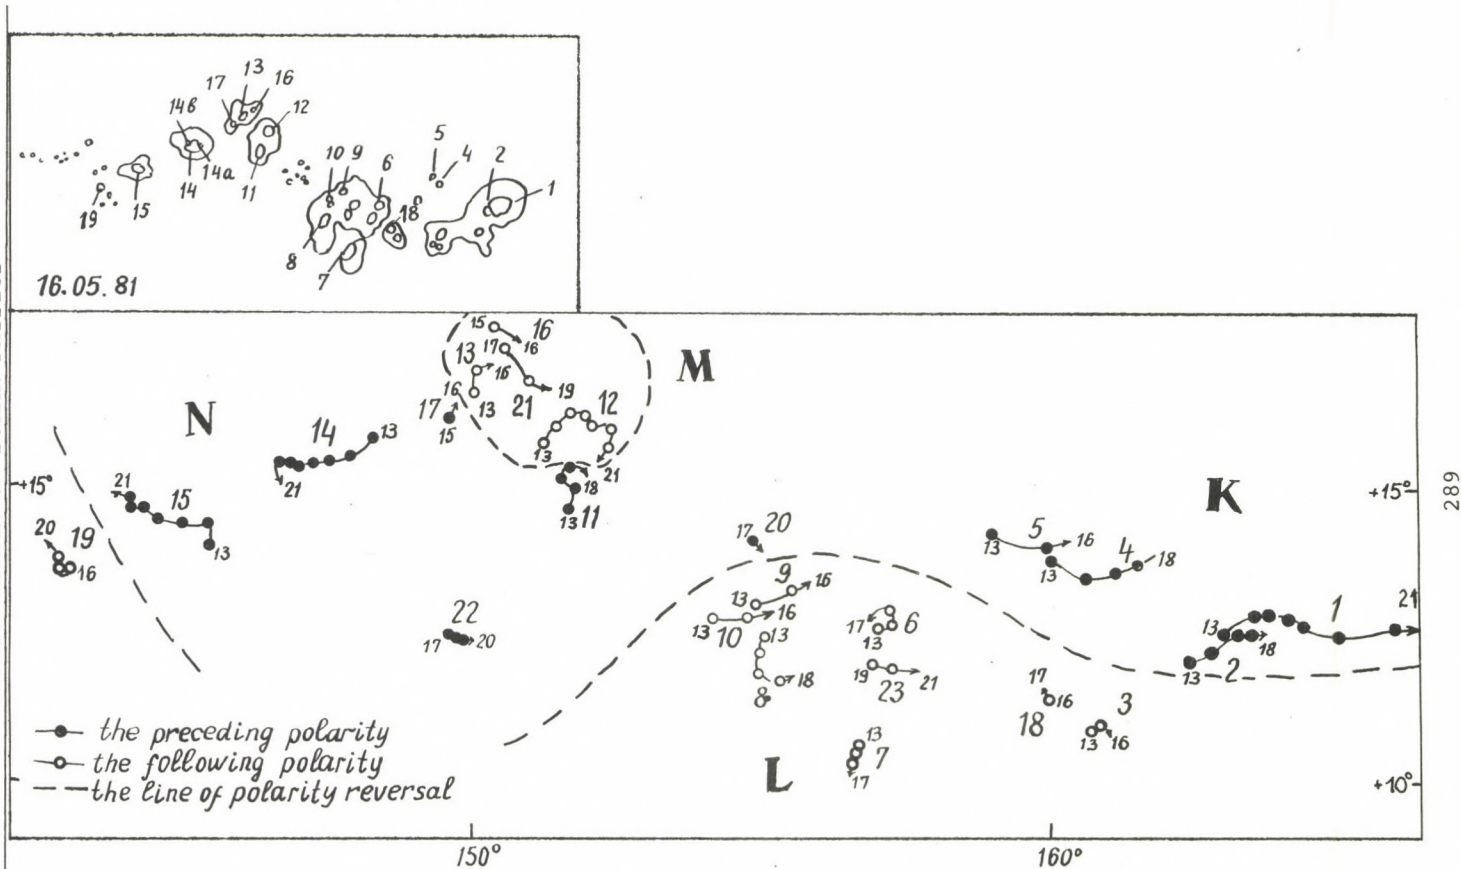 17 13 16
14в 12
5 4 2
10 9 6 1
14 14a 11
19 15 18
8 7
16.05.81
15 16
17 16
13 16 M
16 19
17 13 21 12
15
N 14 13
13 21
21 18
+15° 21 15 13 11 K +15°
20 19 17 20 5 16 4 18
16 13 13 13
9 16
13 16 1 21
13 10 13 17 6 13
22 13 18
17 20 19 23 21 13 2
18 17
8 16 3
18 13 16
the preceding polarity 13
the following polarity 7
17 L +10°
the line of polarity reversal
150° 160°
289